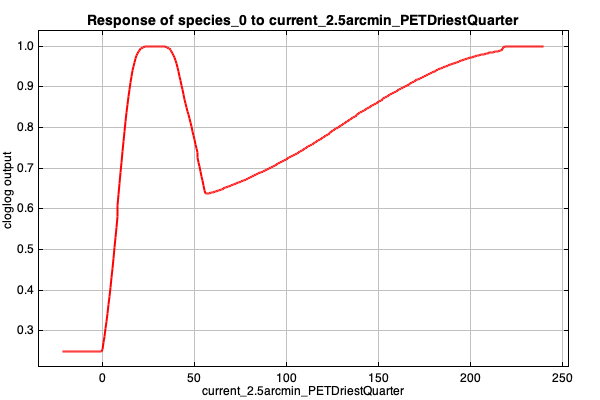 Response of species_0 to current_2.5arcmin_PETDriestQuarter
1.0
0.9
0.8
0.7
0.6
0.5
0.4
0.3
cloglog output
0 50 100 150 200 250
current_2.5arcmin_PETDriestQuarter